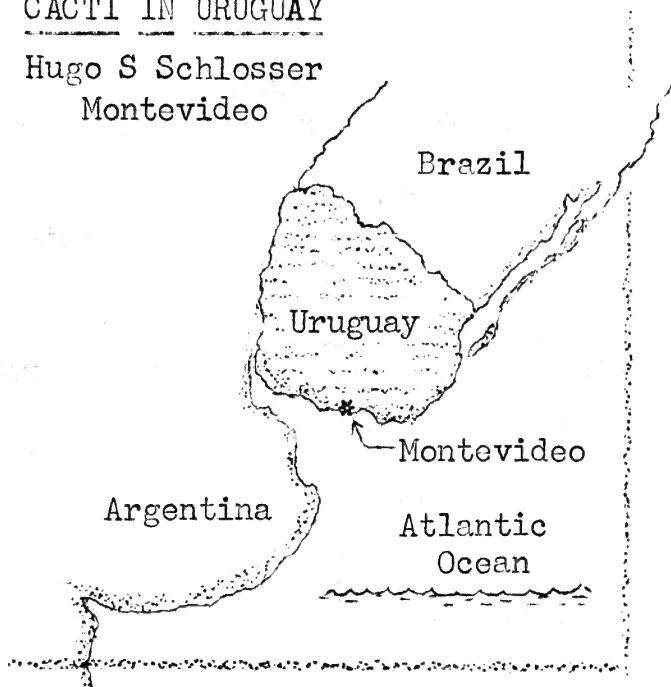 CACTI IN URUGUAY
Hugo S Schlosser
Montevideo
Brazil
Uruguay
Montevideo
Argentina
Atlantic
Ocean